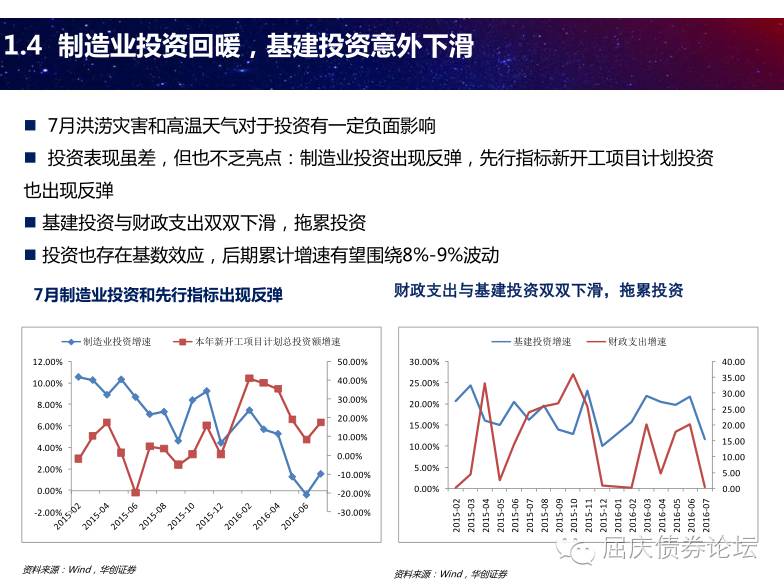 1.4 制造业投资回暖，基建投资意外下滑
■ 7月洪涝灾害和高温天气对于投资有一定负面影响
■ 投资表现虽差，但也不乏亮点：制造业投资出现反弹，先行指标新开工项目计划投资
也出现反弹
■ 基建投资与财政支出双双下滑，拖累投资
■ 投资也存在基数效应，后期累计增速有望围绕8%-9%波动
7月制造业投资和先行指标出现反弹
财政支出与基建投资双双下滑，拖累投资
制造业投资增速 本年新开工项目计划总投资额增速
12.00%
10.00%
8.00%
6.00%
4.00%
2.00%
0.00%
-2.00%
50.00%
40.00%
30.00%
20.00%
10.00%
0.00%
-10.00%
-20.00%
-30.00%
2015-02 2015-04 2015-06 2015-08 2015-10 2015-12 2016-02 2016-04 2016-06
基建投资增速 财政支出增速
30.00%
25.00%
20.00%
15.00%
10.00%
5.00%
0.00%
40.00
35.00
30.00
25.00
20.00
15.00
10.00
5.00
0.00
2015-02 2015-03 2015-04 2015-05 2015-06 2015-07 2015-08 2015-09 2015-10 2015-11 2015-12 2016-01 2016-02 2016-03 2016-04 2016-05 2016-06 2016-07
屈庆债券论坛
资料来源：Wind，华创证券
资料来源：Wind，华创证券